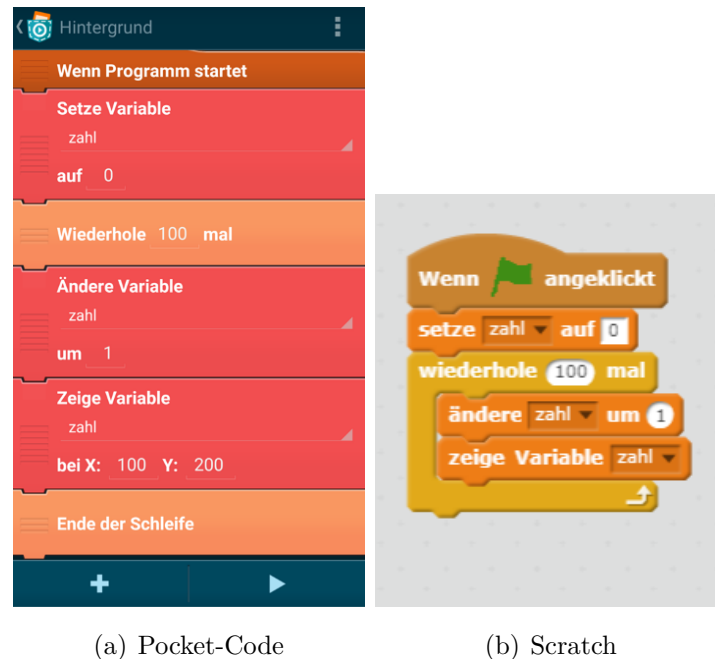 Hintergrund
Wenn Programm startet
Setze Variable
zahl
auf 0
Wiederhole 100 mal
Ändere Variable
zahl
um 1
Zeige Variable
zahl
bei X: 100 Y: 200
Ende der Schleife
Wenn angeklickt
setze zahl auf 0
wiederhole 100 mal
ändere zahl um 1
zeige Variable zahl
(a) Pocket-Code
(b) Scratch